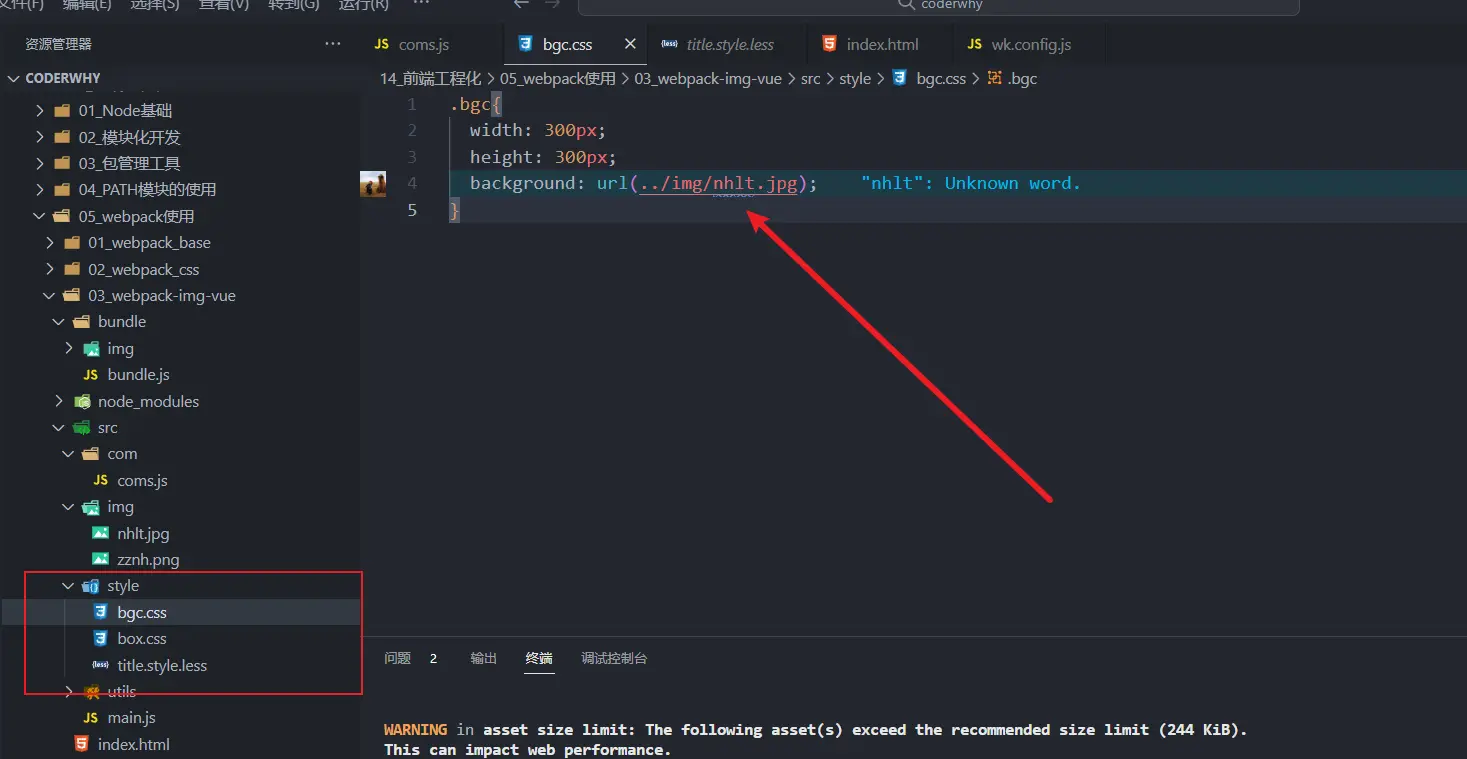 文件(F) 编辑(E) 选择(S) 查看(V) 转到(G) 运行(R) ··· coderwhy
资源管理器 ···
JS coms.js
bgc.css
{less} title.style.less
index.html
JS wk.config.js
CODERWHY
14_前端工程化 > 05_webpack使用 > 03_webpack-img-vue > src > style > bgc.css > .bgc
01_Node基础
02_模块化开发
03_包管理工具
04_PATH模块的使用
05_webpack使用
01_webpack_base
02_webpack_css
03_webpack-img-vue
bundle
img
JS bundle.js
node_modules
src
com
JS coms.js
img
nhlt.jpg
zznh.png
style
bgc.css
box.css
{less} title.style.less
utils
JS main.js
index.html
1 .bgc{
2 width: 300px;
3 height: 300px;
4 background: url(../img/nhlt.jpg); "nhlt": Unknown word.
5 }
问题 2 输出 终端 调试控制台
WARNING in asset size limit: The following asset(s) exceed the recommended size limit (244 KiB).
This can impact web performance.